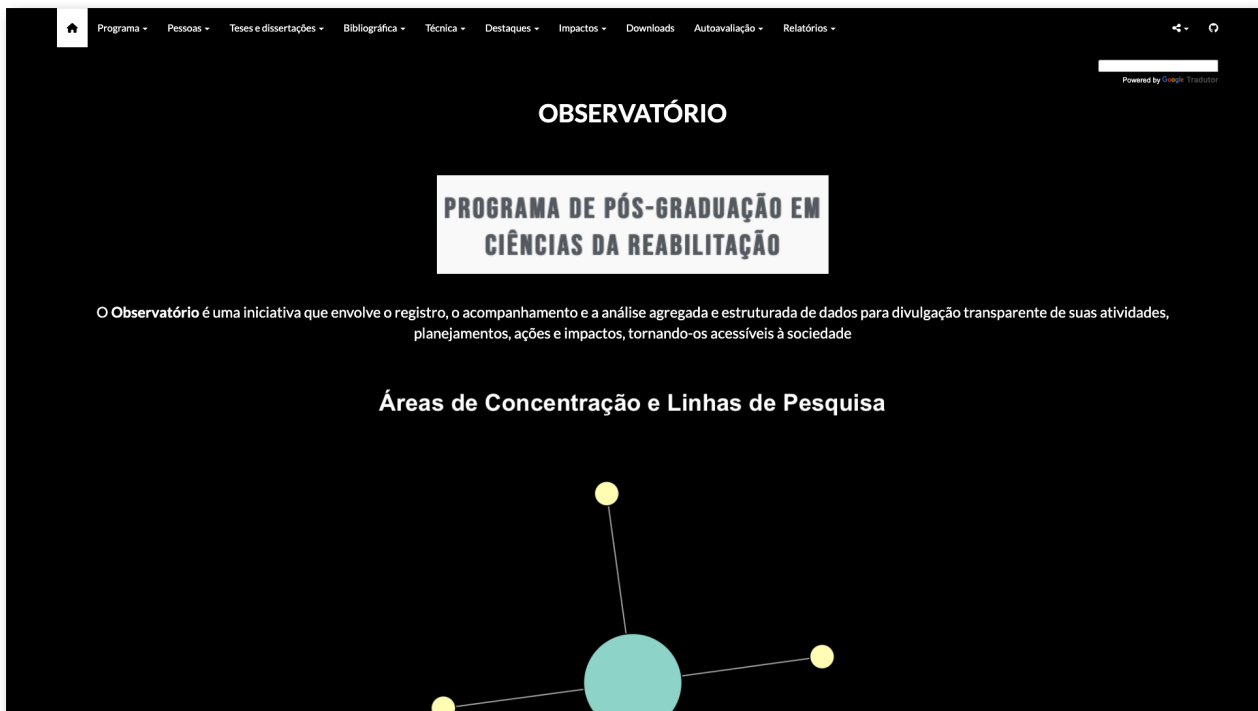 Programa
Pessoas
Teses e dissertações
Bibliográfica
Técnica
Destaques
Impactos
Downloads
Autoavaliação
Relatórios
Powered by Google Tradutor
OBSERVATÓRIO
PROGRAMA DE PÓS-GRADUAÇÃO EM
CIÊNCIAS DA REABILITAÇÃO
O Observatório é uma iniciativa que envolve o registro, o acompanhamento e a análise agregada e estruturada de dados para divulgação transparente de suas atividades,
planejamentos, ações e impactos, tornando-os acessíveis à sociedade
Áreas de Concentração e Linhas de Pesquisa